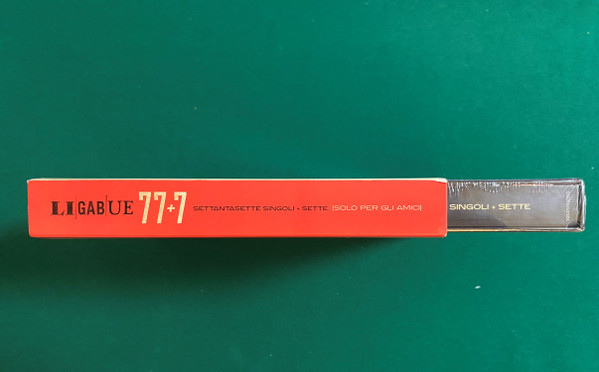 LIGABUE 77+7 SETTANTASETTE SINGOLI + SETTE (SOLO PER GLI AMICI)
SINGOLI + SETTE